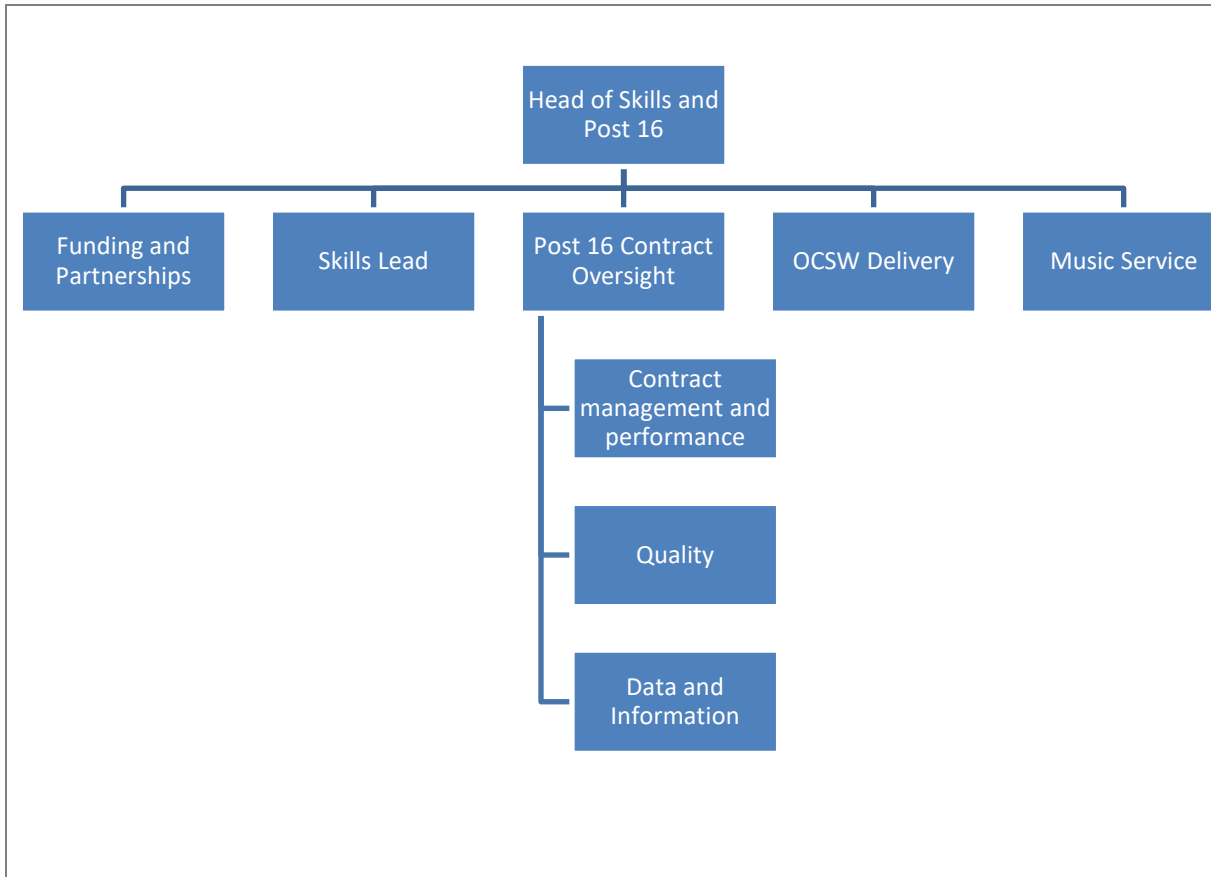 Head of Skills and
Post 16
Funding and
Partnerships
Skills Lead
Post 16 Contract
Oversight
OCSW Delivery
Music Service
Contract
management and
performance
Quality
Data and
Information